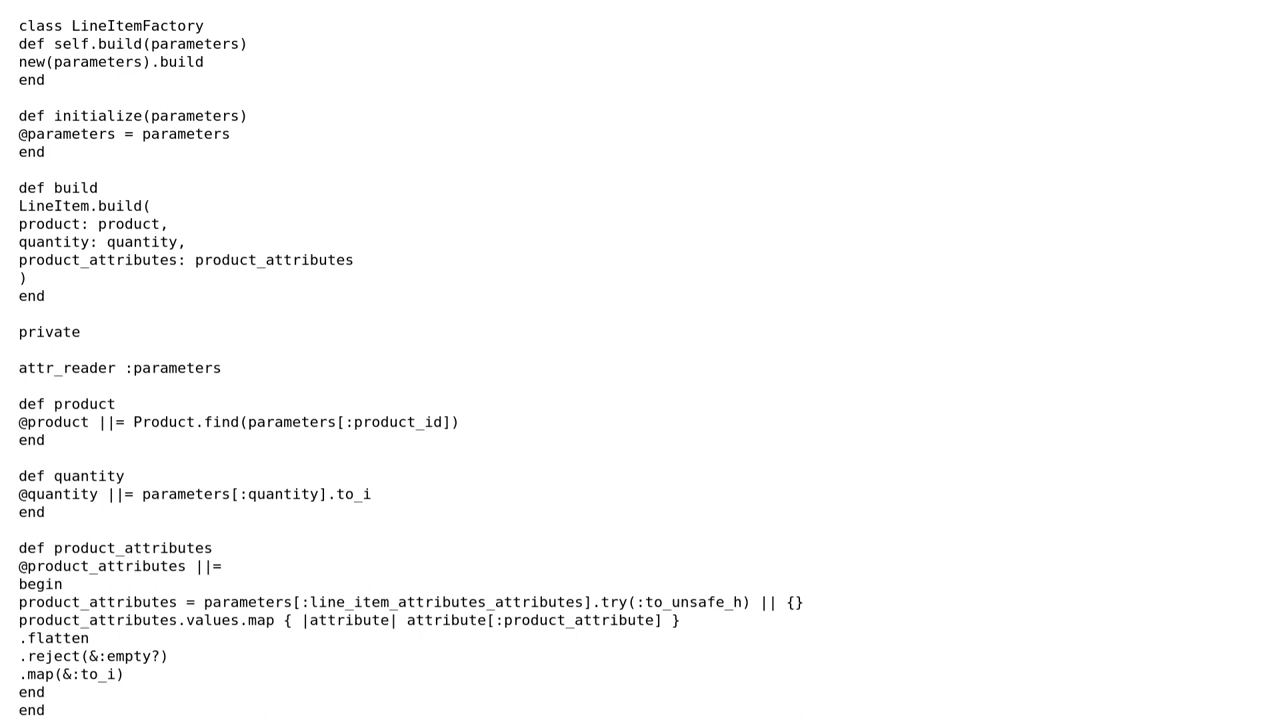 class LineItemFactory
def self.build(parameters)
new(parameters).build
end

def initialize(parameters)
@parameters = parameters
end

def build
LineItem.build(
product: product,
quantity: quantity,
product_attributes: product_attributes
)
end

private

attr_reader :parameters

def product
@product ||= Product.find(parameters[:product_id])
end

def quantity
@quantity ||= parameters[:quantity].to_i
end

def product_attributes
@product_attributes ||=
begin
product_attributes = parameters[:line_item_attributes_attributes].try(:to_unsafe_h) || {}
product_attributes.values.map { |attribute| attribute[:product_attribute] }
.flatten
.reject(&:empty?)
.map(&:to_i)
end
end